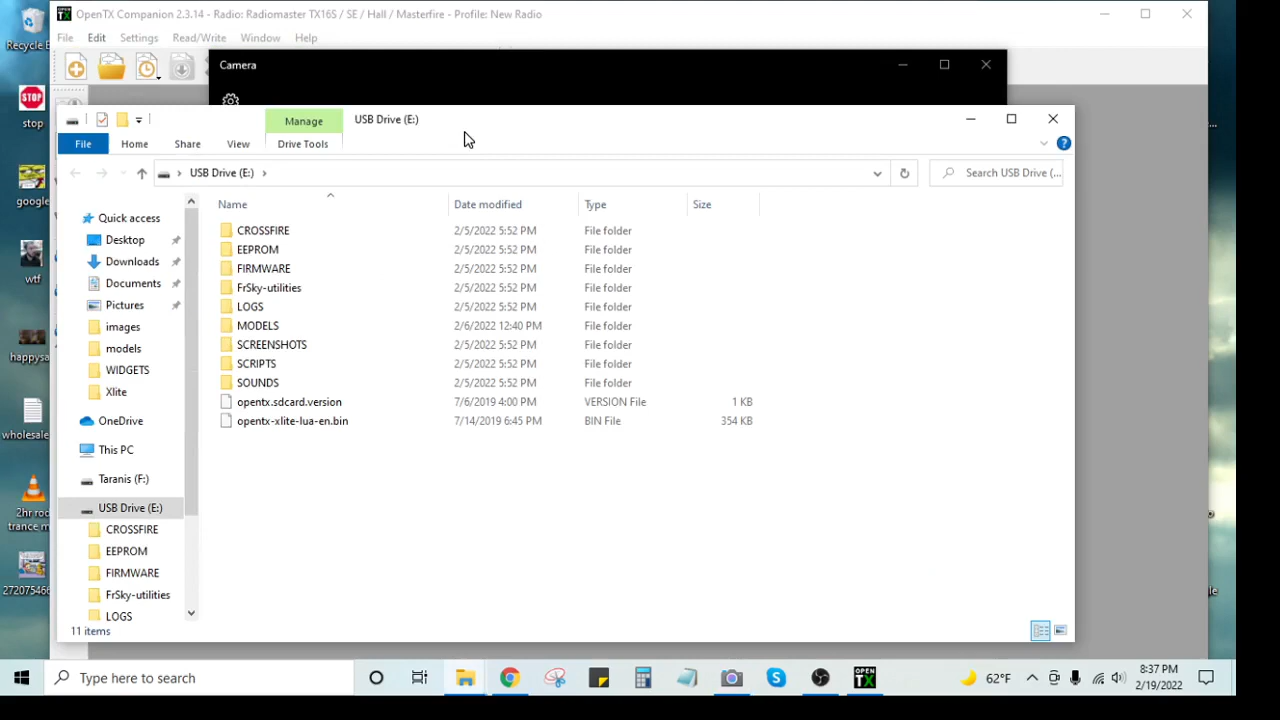 OpenTX Companion 2.3.14 - Radio: Radiomaster TX16S / SE / Hall / Masterfire - Profile: New Radio
File Edit Settings Read/Write Window Help
Camera
Manage USB Drive (E:)
File Home Share View Drive Tools
USB Drive (E:) Search USB Drive (...
Name Date modified Type Size
CROSSFIRE 2/5/2022 5:52 PM File folder
EEPROM 2/5/2022 5:52 PM File folder
FIRMWARE 2/5/2022 5:52 PM File folder
FrSky-utilities 2/5/2022 5:52 PM File folder
LOGS 2/5/2022 5:52 PM File folder
MODELS 2/6/2022 12:40 PM File folder
SCREENSHOTS 2/5/2022 5:52 PM File folder
SCRIPTS 2/5/2022 5:52 PM File folder
SOUNDS 2/5/2022 5:52 PM File folder
opentx.sdcard.version 7/6/2019 4:00 PM VERSION File 1 KB
opentx-xlite-lua-en.bin 7/14/2019 6:45 PM BIN File 354 KB
Quick access
Desktop
Downloads
Documents
Pictures
images
models
WIDGETS
Xlite
OneDrive
This PC
Taranis (F:)
USB Drive (E:)
CROSSFIRE
EEPROM
FIRMWARE
FrSky-utilities
LOGS
11 items
Recycle B
STOP
stop
google
wtf
happysa
wholesale
2hr roc
trance m
272075466
Type here to search
OPEN
TX
62°F
8:37 PM
2/19/2022